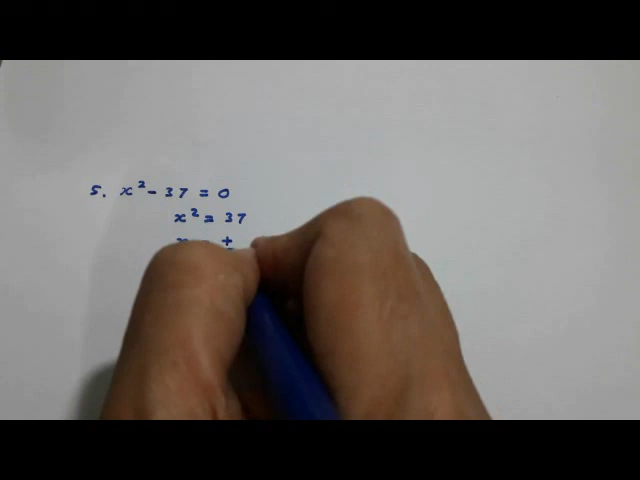 5. x² - 37 = 0
x² = 37
x = ±